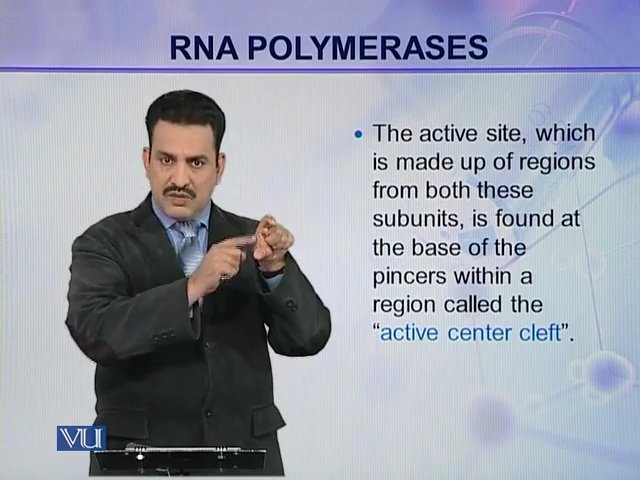 RNA POLYMERASES
• The active site, which
is made up of regions
from both these
subunits, is found at
the base of the
pincers within a
region called the
“active center cleft”.
VU